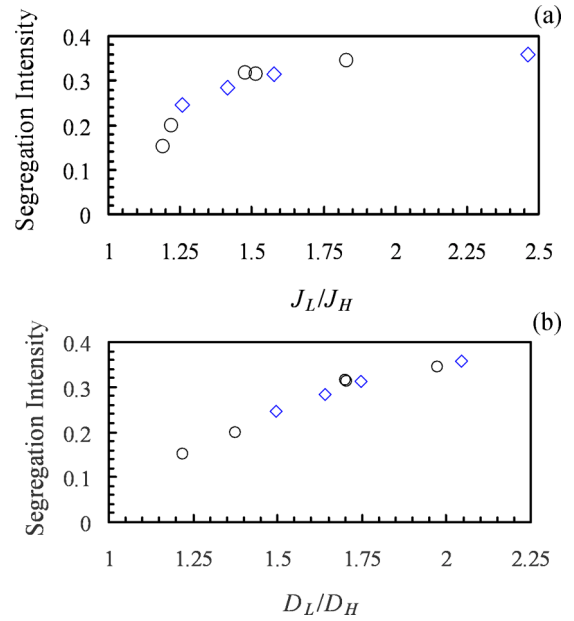 (a)
0.4
0.3
0.2
0.1
0
Segregation Intensity
1 1.25 1.5 1.75 2 2.25 2.5
J_L/J_H
(b)
0.4
0.3
0.2
0.1
0
Segregation Intensity
1 1.25 1.5 1.75 2 2.25
D_L/D_H